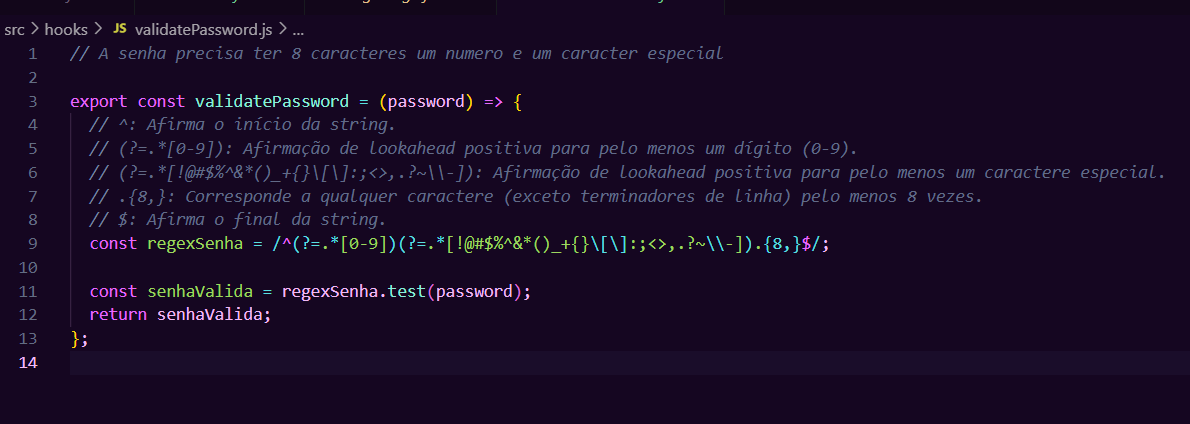 src > hooks > JS validatePassword.js > ...
1 // A senha precisa ter 8 caracteres um numero e um caracter especial
2
3 export const validatePassword = (password) => {
4 // ^: Afirma o início da string.
5 // (?=.*[0-9]): Afirmação de lookahead positiva para pelo menos um dígito (0-9).
6 // (?=.*[!@#$%^&*()_+{}\[\]:;<>,.?~\\-]): Afirmação de lookahead positiva para pelo menos um caractere especial.
7 // .{8,}: Corresponde a qualquer caractere (exceto terminadores de linha) pelo menos 8 vezes.
8 // $: Afirma o final da string.
9 const regexSenha = /^(?=.*[0-9])(?=.*[!@#$%^&*()_+{}\[\]:;<>,.?~\\-]).{8,}$/;
10
11 const senhaValida = regexSenha.test(password);
12 return senhaValida;
13 };
14